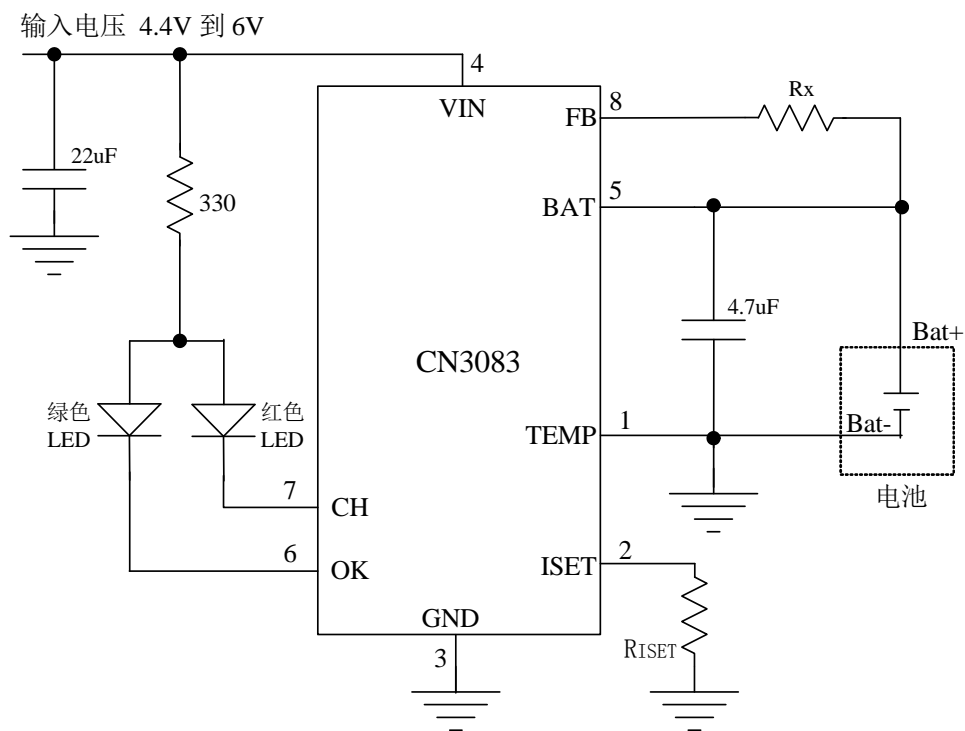 输入电压 4.4V 到 6V
4
VIN
22uF
330
8
FB
Rx
5
BAT
4.7uF
Bat+
CN3083
绿色
LED
红色
LED
1
TEMP
Bat-
电池
7
CH
6
OK
2
ISET
GND
3
RISET